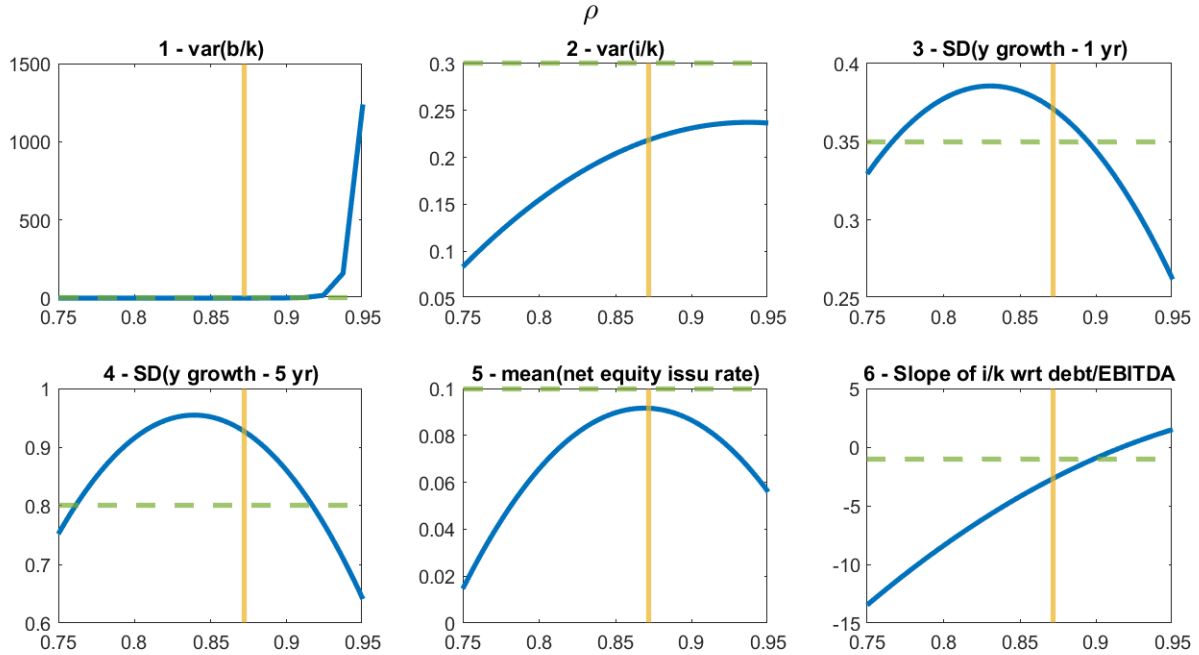 ρ
1 - var(b/k)
1500
1000
500
0
0.75 0.8 0.85 0.9 0.95
2 - var(i/k)
0.3
0.25
0.2
0.15
0.1
0.05
0.75 0.8 0.85 0.9 0.95
3 - SD(y growth - 1 yr)
0.4
0.35
0.3
0.25
0.75 0.8 0.85 0.9 0.95
4 - SD(y growth - 5 yr)
1
0.9
0.8
0.7
0.6
0.75 0.8 0.85 0.9 0.95
5 - mean(net equity issu rate)
0.1
0.08
0.06
0.04
0.02
0
0.75 0.8 0.85 0.9 0.95
6 - Slope of i/k wrt debt/EBITDA
5
0
-5
-10
-15
0.75 0.8 0.85 0.9 0.95